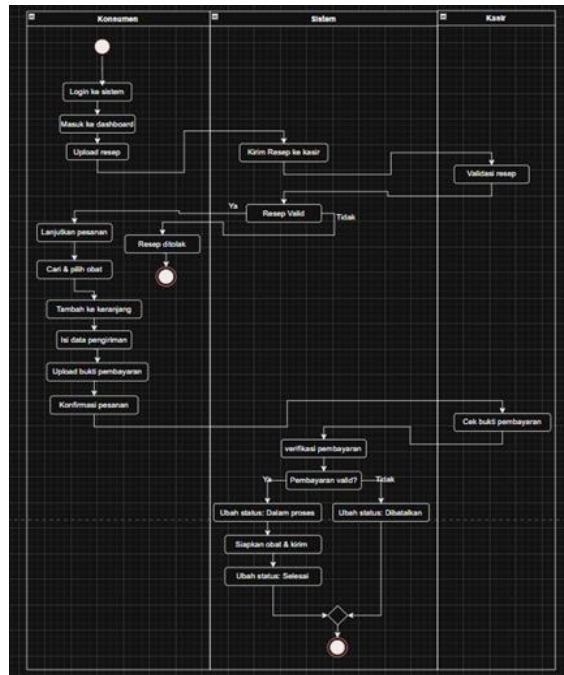 Konsumen
Sistem
Kasir
Login ke sistem
Masuk ke dashboard
Upload resep
Kirim Resep ke kasir
Validasi resep
Ya
Resep Valid
Tidak
Lanjutkan pesanan
Resep ditolak
Cari & pilih obat
Tambah ke keranjang
Isi data pengiriman
Upload bukti pembayaran
Konfirmasi pesanan
Cek bukti pembayaran
verifikasi pembayaran
Ya
Pembayaran valid?
Tidak
Ubah status: Dalam proses
Ubah status: Dibatalkan
Siapkan obat & kirim
Ubah status: Selesai